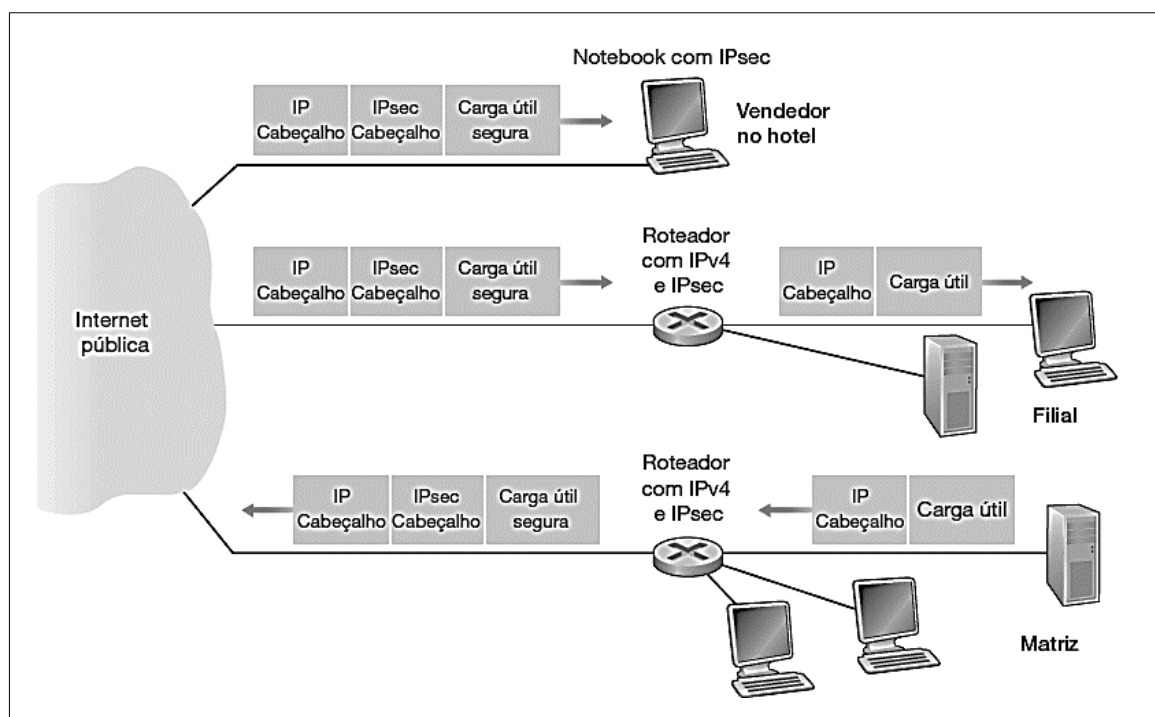 Notebook com IPsec
IP
Cabeçalho
IPsec
Cabeçalho
Carga útil
segura
Vendedor
no hotel
Internet
pública
IP
Cabeçalho
IPsec
Cabeçalho
Carga útil
segura
Roteador
com IPv4
e IPsec
IP
Cabeçalho
Carga útil
Filial
IP
Cabeçalho
IPsec
Cabeçalho
Carga útil
segura
Roteador
com IPv4
e IPsec
IP
Cabeçalho
Carga útil
Matriz